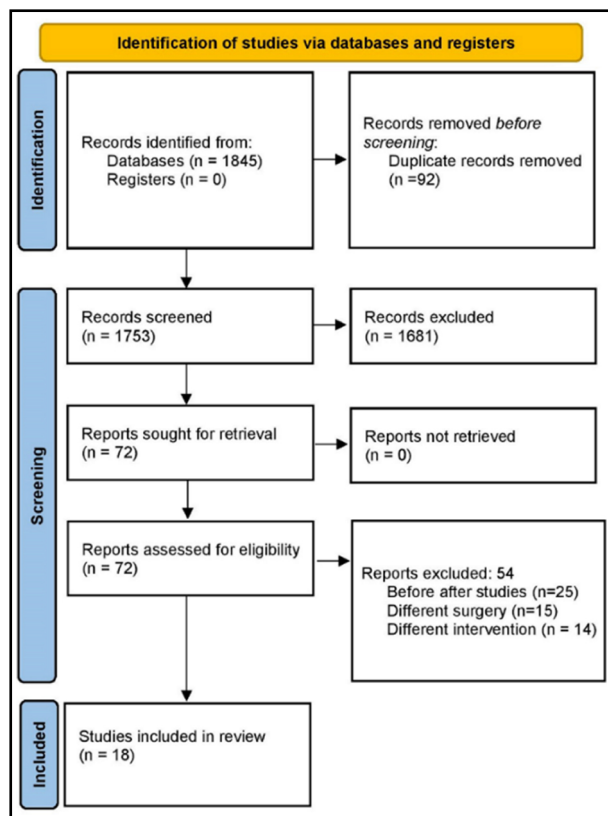 Identification of studies via databases and registers
Identification
Records identified from:
Databases (n = 1845)
Registers (n = 0)
Records removed before
screening:
Duplicate records removed
(n =92)
Screening
Records screened
(n = 1753)
Records excluded
(n = 1681)
Reports sought for retrieval
(n = 72)
Reports not retrieved
(n = 0)
Reports assessed for eligibility
(n = 72)
Reports excluded: 54
Before after studies (n=25)
Different surgery (n=15)
Different intervention (n = 14)
Included
Studies included in review
(n = 18)